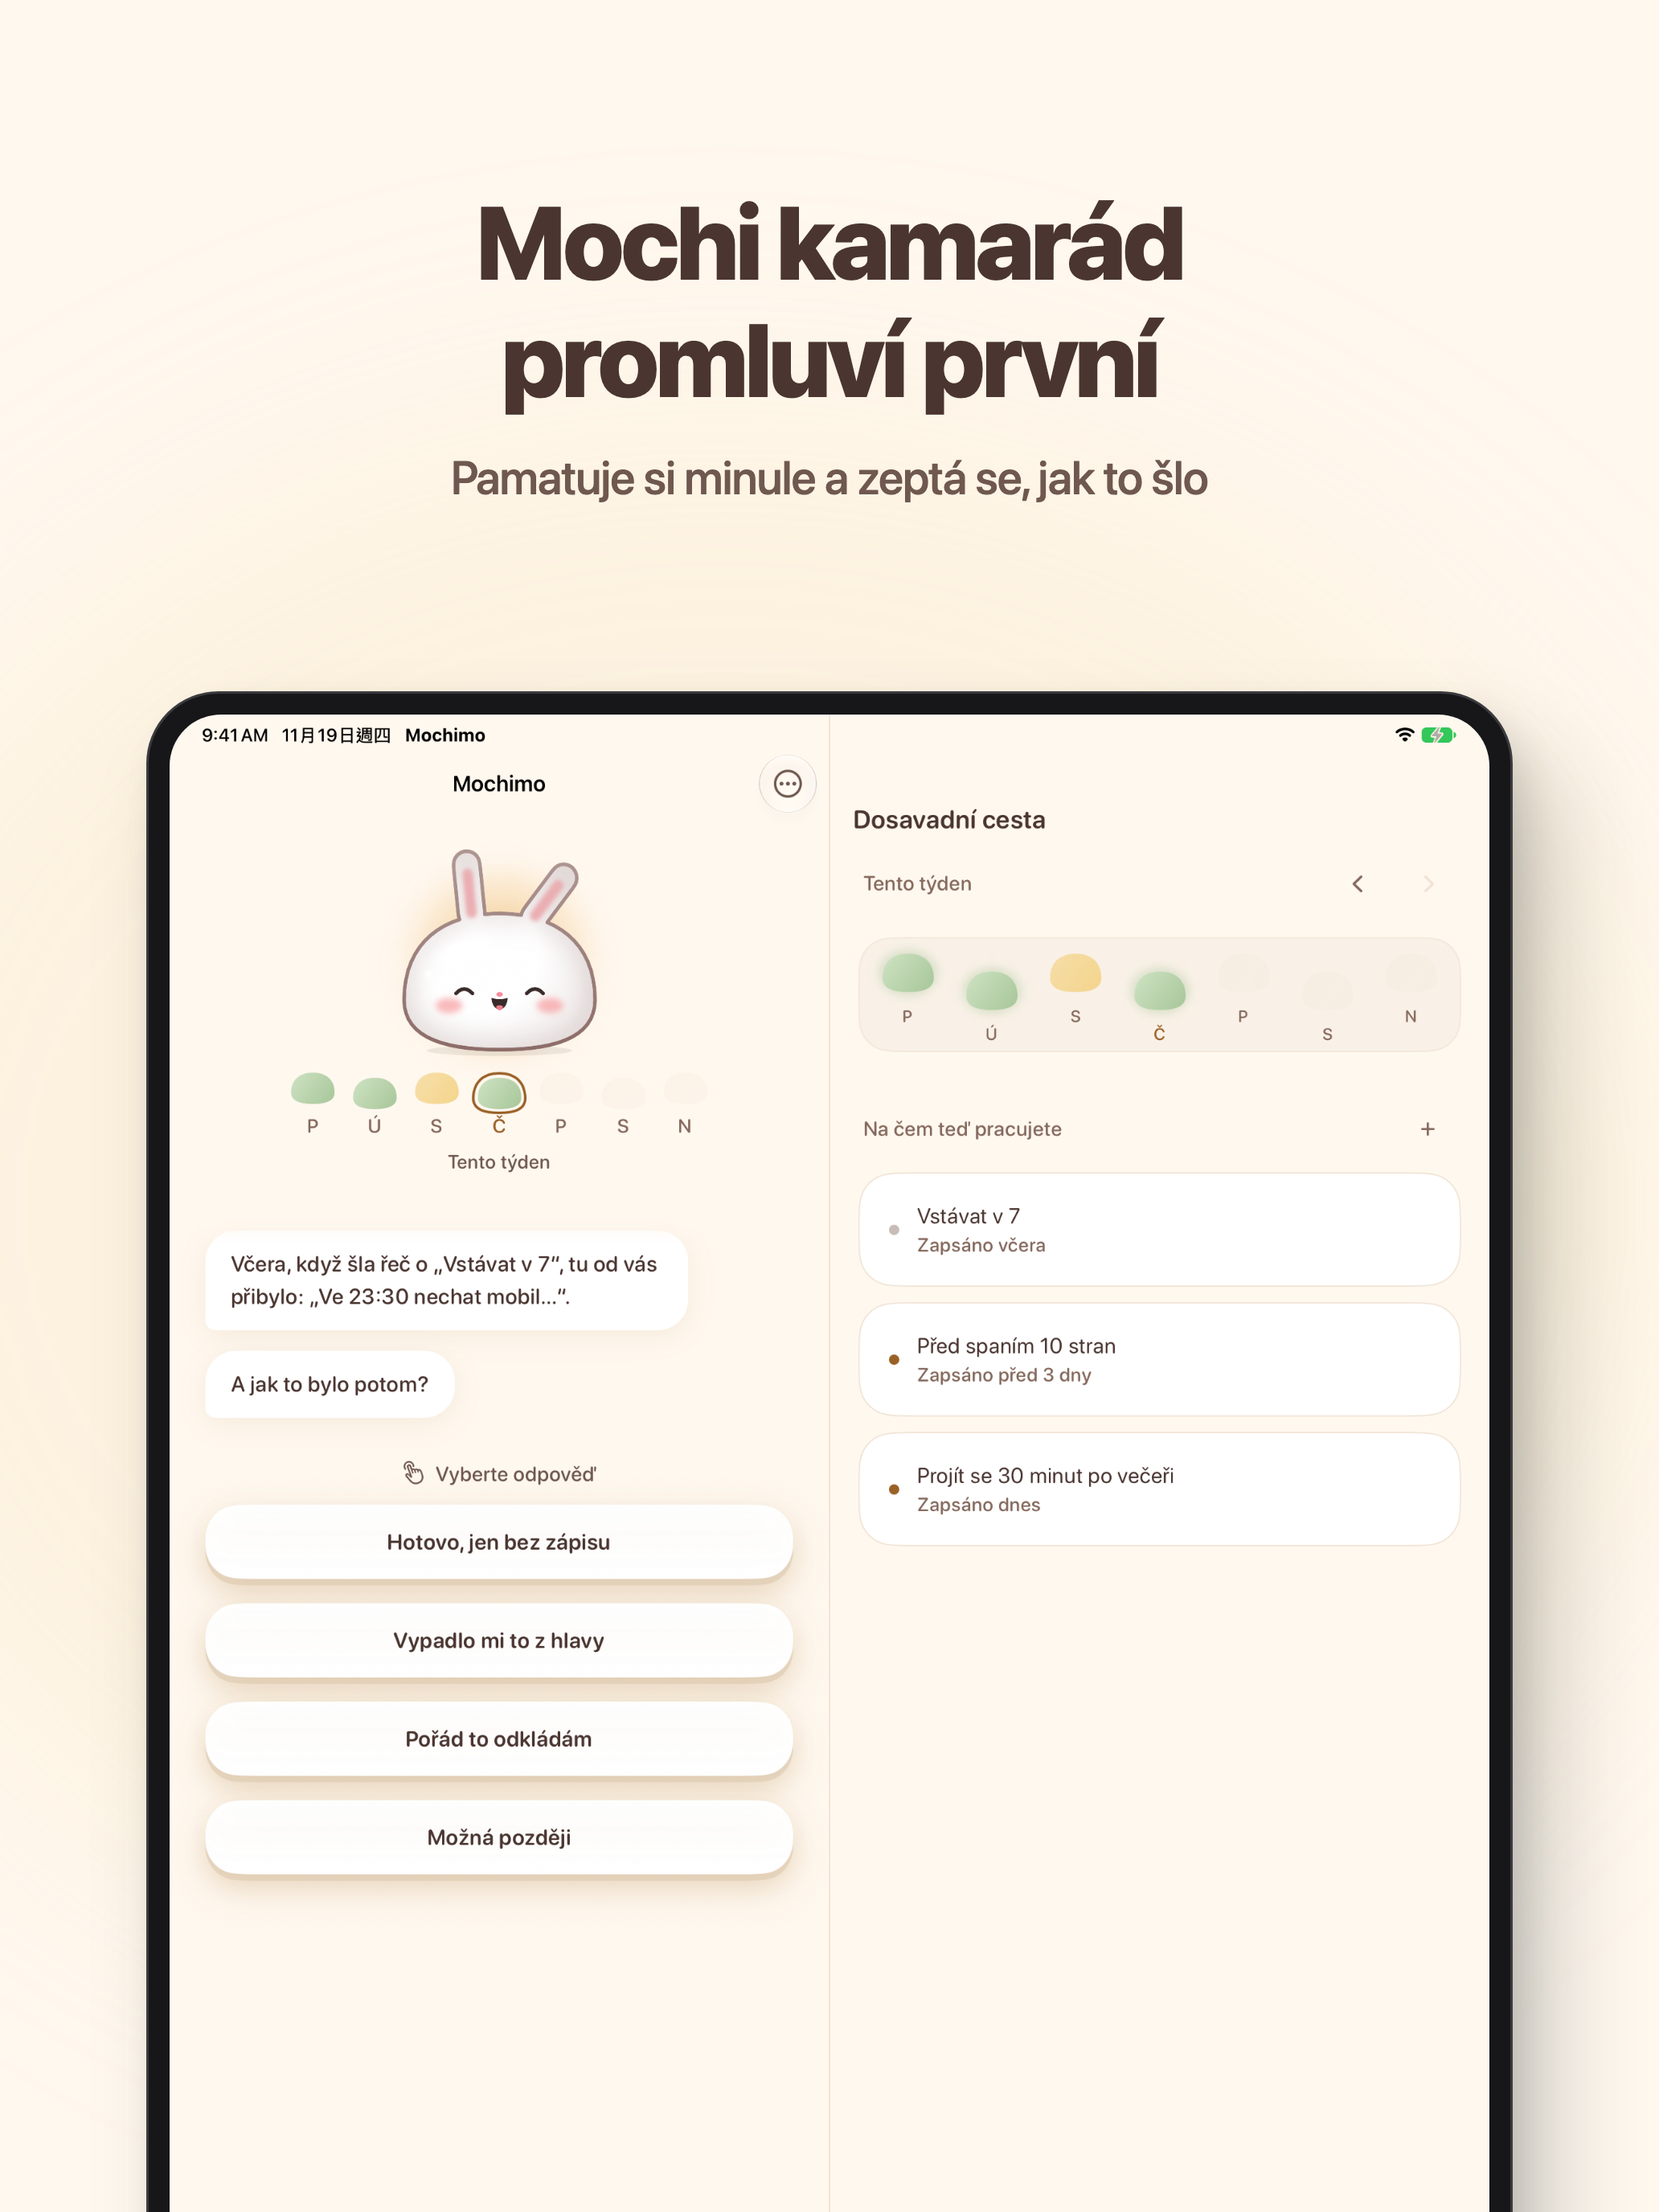 Mochi kamarád
promluví první
Pamatuje si minule a zeptá se, jak to šlo
9:41 AM 11月19日週四 Mochimo
Mochimo
P Ú S Č P S N
Tento týden
Včera, když šla řeč o „Vstávat v 7“, tu od vás
přibylo: „Ve 23:30 nechat mobil…“.
A jak to bylo potom?
Vyberte odpověď
Hotovo, jen bez zápisu
Vypadlo mi to z hlavy
Pořád to odkládám
Možná později
Dosavadní cesta
Tento týden
P Ú S Č P S N
Na čem teď pracujete
Vstávat v 7
Zapsáno včera
Před spaním 10 stran
Zapsáno před 3 dny
Projít se 30 minut po večeři
Zapsáno dnes